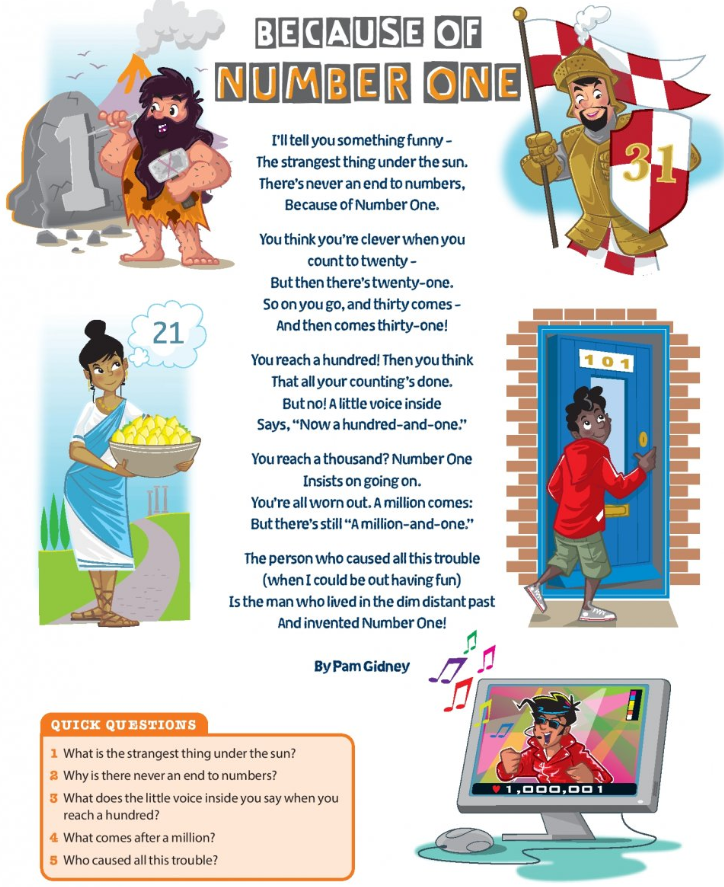 BECAUSE OF
NUMBER ONE
1
31
I'll tell you something funny –
The strangest thing under the sun.
There's never an end to numbers,
Because of Number One.
You think you're clever when you
count to twenty –
But then there's twenty-one.
So on you go, and thirty comes –
And then comes thirty-one!
21
You reach a hundred! Then you think
That all your counting's done.
But no! A little voice inside
Says, "Now a hundred-and-one."
101
You reach a thousand? Number One
Insists on going on.
You're all worn out. A million comes:
But there's still "A million-and-one."
The person who caused all this trouble
(when I could be out having fun)
Is the man who lived in the dim distant past
And invented Number One!
By Pam Gidney
1,000,001
QUICK QUESTIONS
1 What is the strangest thing under the sun?
2 Why is there never an end to numbers?
3 What does the little voice inside you say when you
reach a hundred?
4 What comes after a million?
5 Who caused all this trouble?